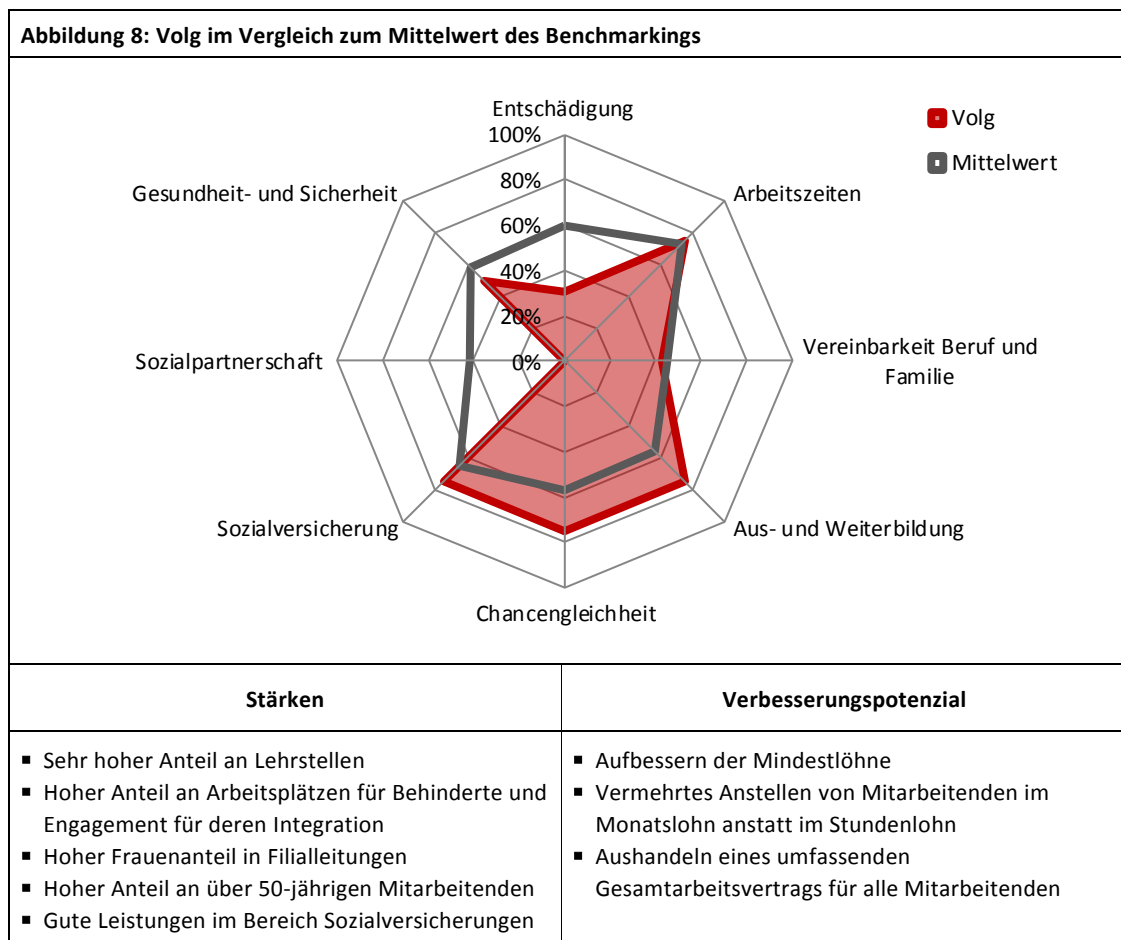 Abbildung 8: Volg im Vergleich zum Mittelwert des Benchmarkings
Entschädigung
100%
80%
60%
40%
20%
0%
Volg
Mittelwert
Gesundheit- und Sicherheit
Arbeitszeiten
Sozialpartnerschaft
Vereinbarkeit Beruf und
Familie
Sozialversicherung
Aus- und Weiterbildung
Chancengleichheit
Stärken
▪ Sehr hoher Anteil an Lehrstellen
▪ Hoher Anteil an Arbeitsplätzen für Behinderte und
Engagement für deren Integration
▪ Hoher Frauenanteil in Filialleitungen
▪ Hoher Anteil an über 50-jährigen Mitarbeitenden
▪ Gute Leistungen im Bereich Sozialversicherungen
Verbesserungspotenzial
▪ Aufbessern der Mindestlöhne
▪ Vermehrtes Anstellen von Mitarbeitenden im
Monatslohn anstatt im Stundenlohn
▪ Aushandeln eines umfassenden
Gesamtarbeitsvertrags für alle Mitarbeitenden